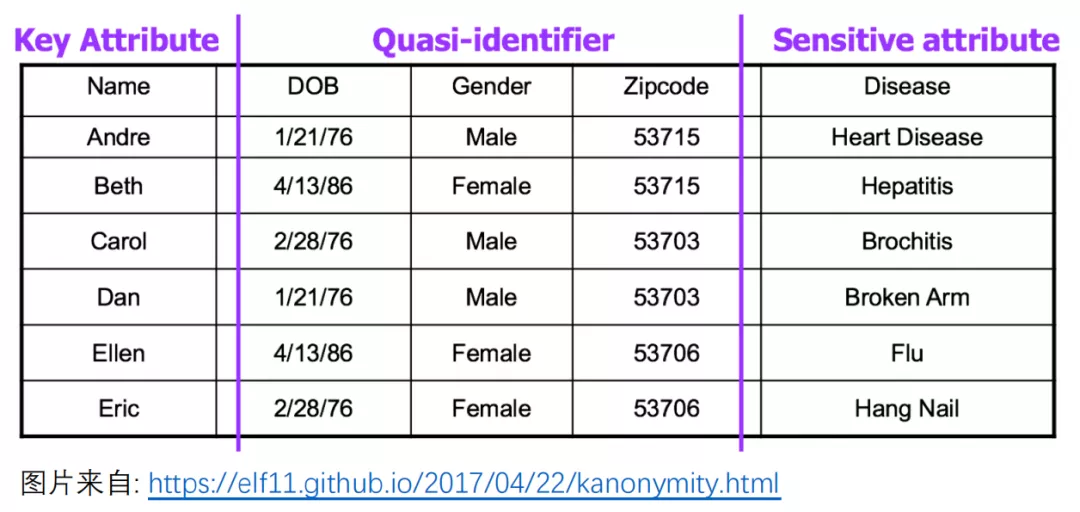 Key Attribute Quasi-identifier Sensitive attribute
Name DOB Gender Zipcode Disease
Andre 1/21/76 Male 53715 Heart Disease
Beth 4/13/86 Female 53715 Hepatitis
Carol 2/28/76 Male 53703 Brochitis
Dan 1/21/76 Male 53703 Broken Arm
Ellen 4/13/86 Female 53706 Flu
Eric 2/28/76 Female 53706 Hang Nail
图片来自: https://elf11.github.io/2017/04/22/kanonymity.html